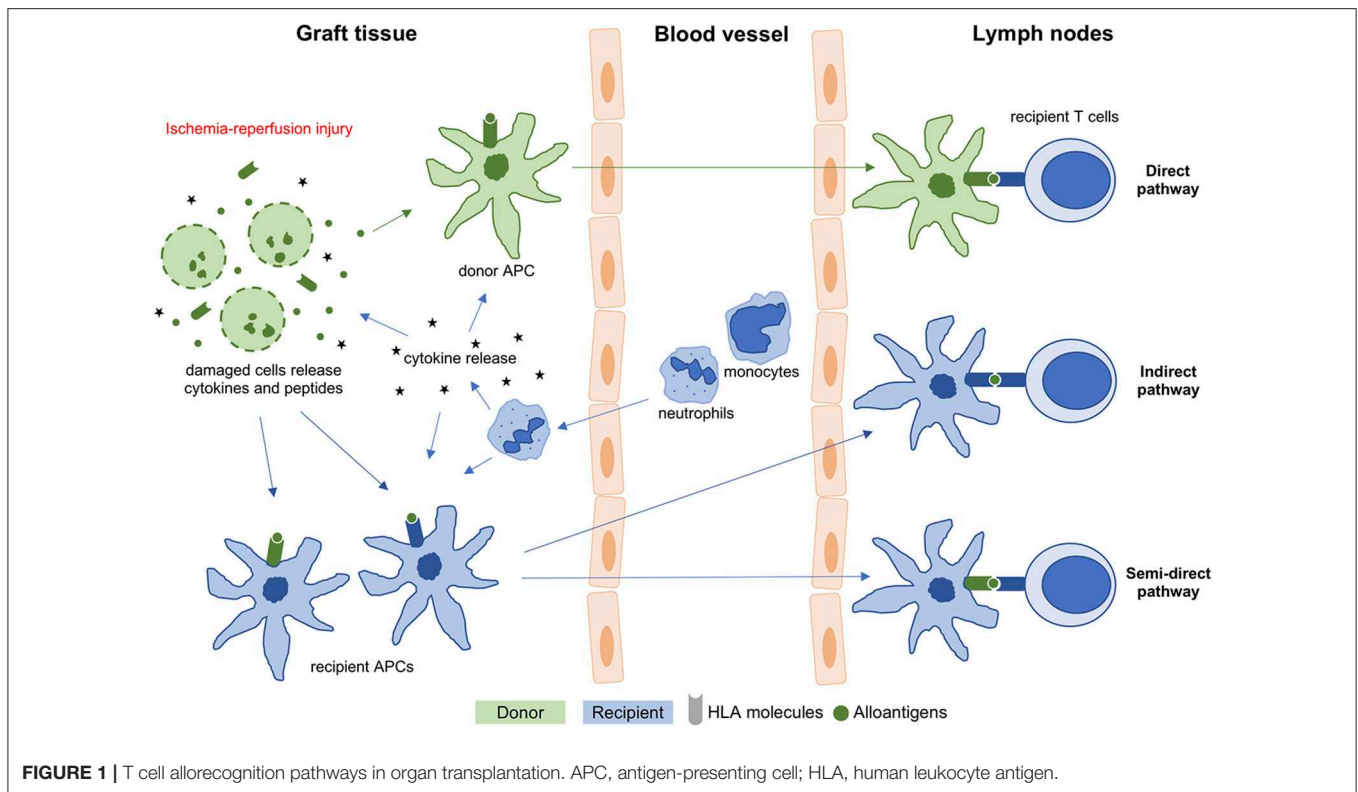 Graft tissue
Blood vessel
Lymph nodes
Ischemia-reperfusion injury
recipient T cells
Direct
pathway
donor APC
cytokine release
damaged cells release
cytokines and peptides
monocytes
neutrophils
Indirect
pathway
Semi-direct
pathway
recipient APCs
Donor
Recipient
HLA molecules
Alloantigens
FIGURE 1 | T cell allorecognition pathways in organ transplantation. APC, antigen-presenting cell; HLA, human leukocyte antigen.